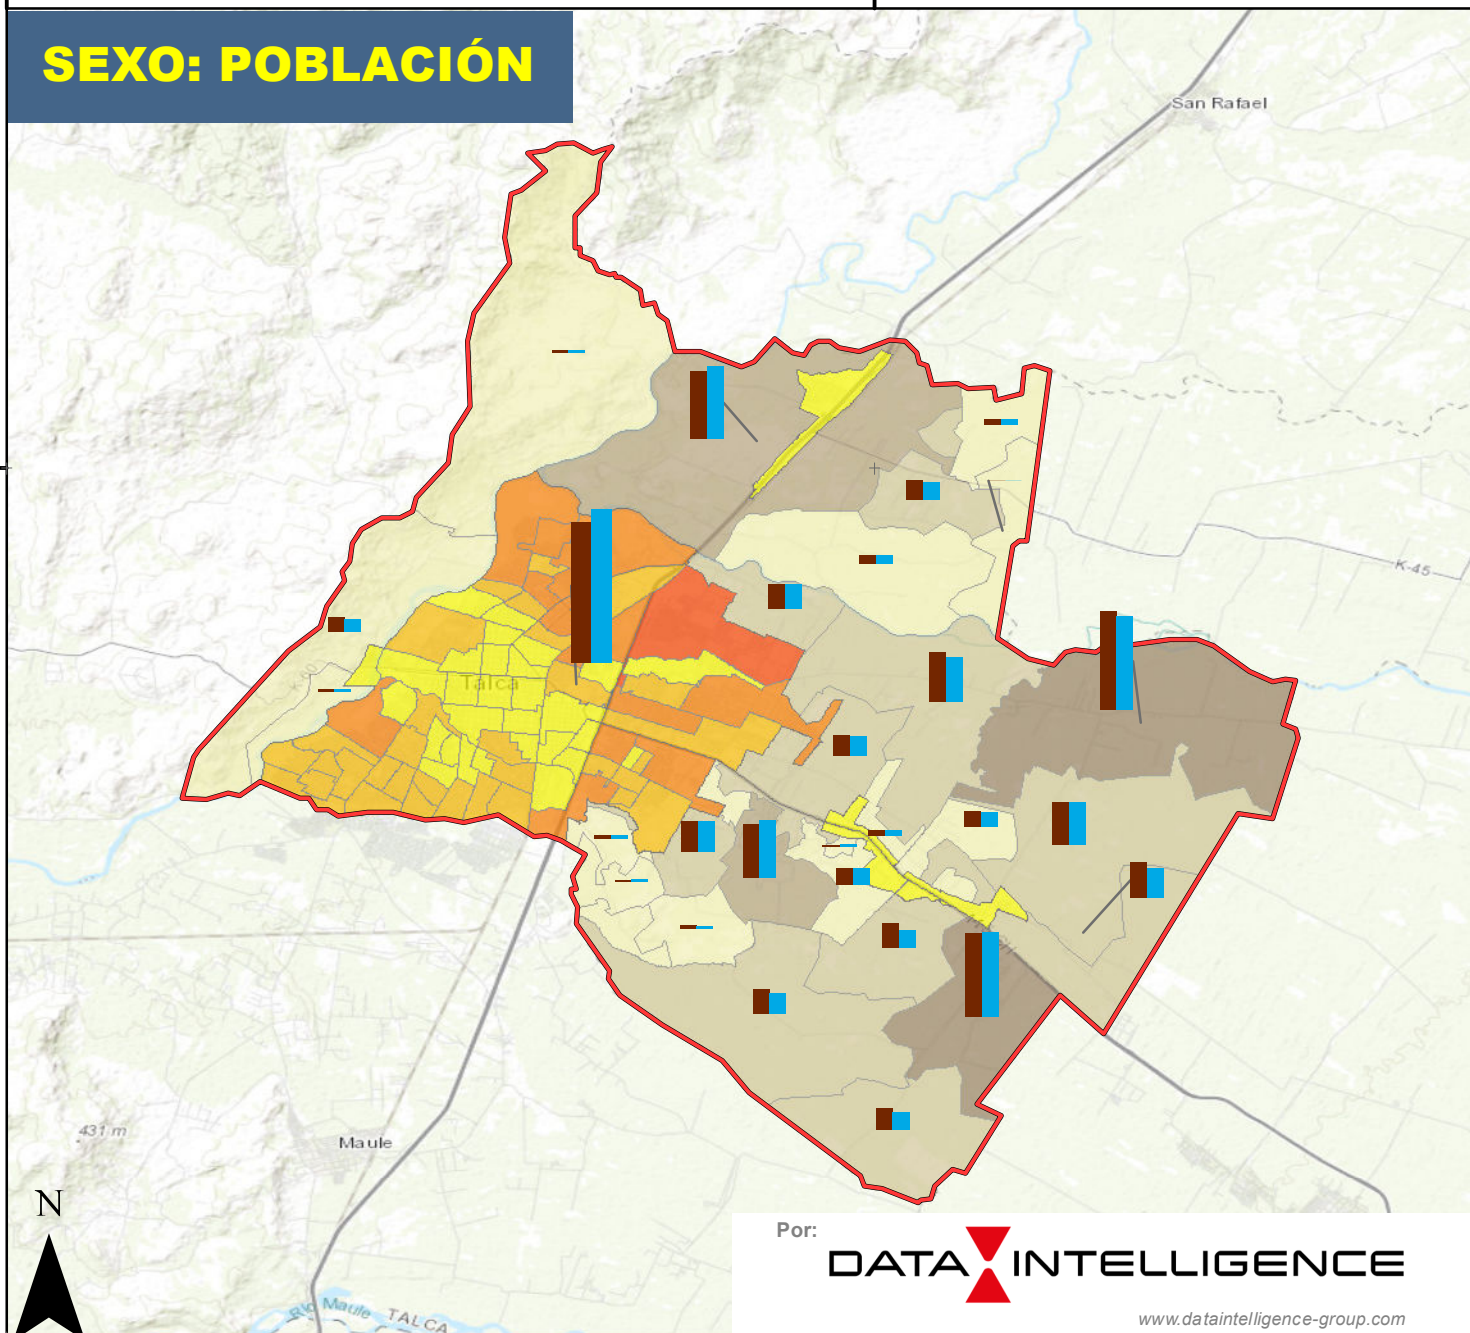 SEXO: POBLACIÓN
San Rafael
K-45
Talca
431 m
Maule
N
Río Maule
TALCA
Por:
DATA INTELLIGENCE
www.dataintelligence-group.com